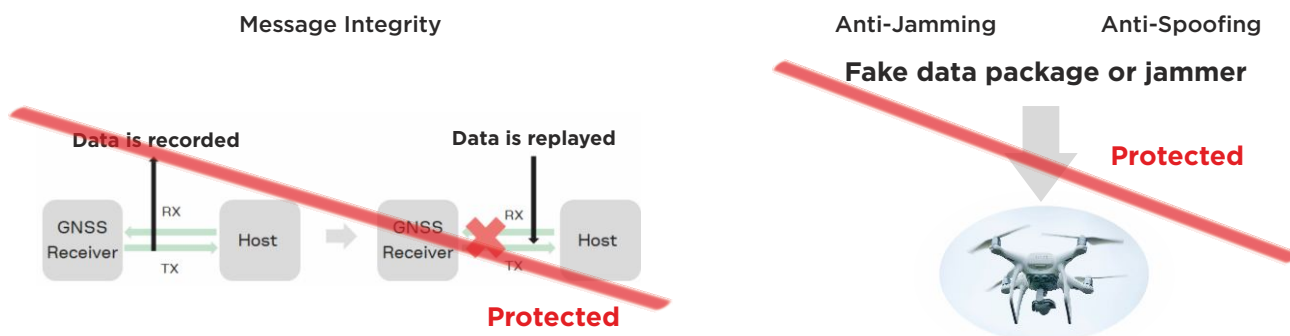 Message Integrity
Data is recorded
Data is replayed
GNSS
Receiver
RX
TX
Host
GNSS
Receiver
RX
TX
Host
Protected
Anti-Jamming
Anti-Spoofing
Fake data package or jammer
Protected